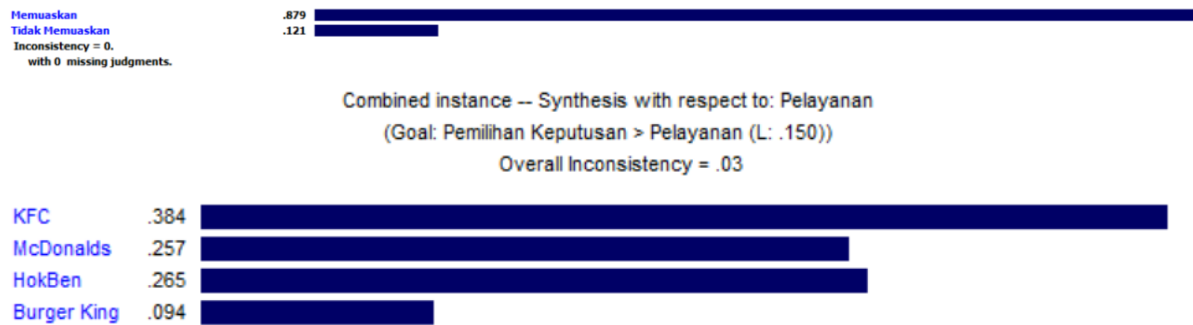 Memuaskan .879
Tidak Memuaskan .121
Inconsistency = 0.
with 0 missing judgments.
Combined instance -- Synthesis with respect to: Pelayanan
(Goal: Pemilihan Keputusan > Pelayanan (L: .150))
Overall Inconsistency = .03
KFC .384
McDonalds .257
HokBen .265
Burger King .094